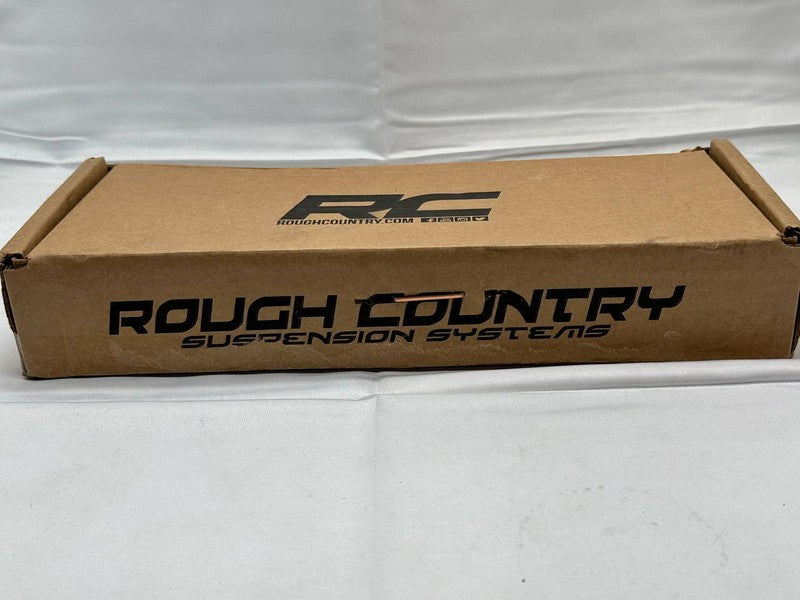 RC
ROUGHCOUNTRY.COM
ROUGH COUNTRY
SUSPENSION SYSTEMS